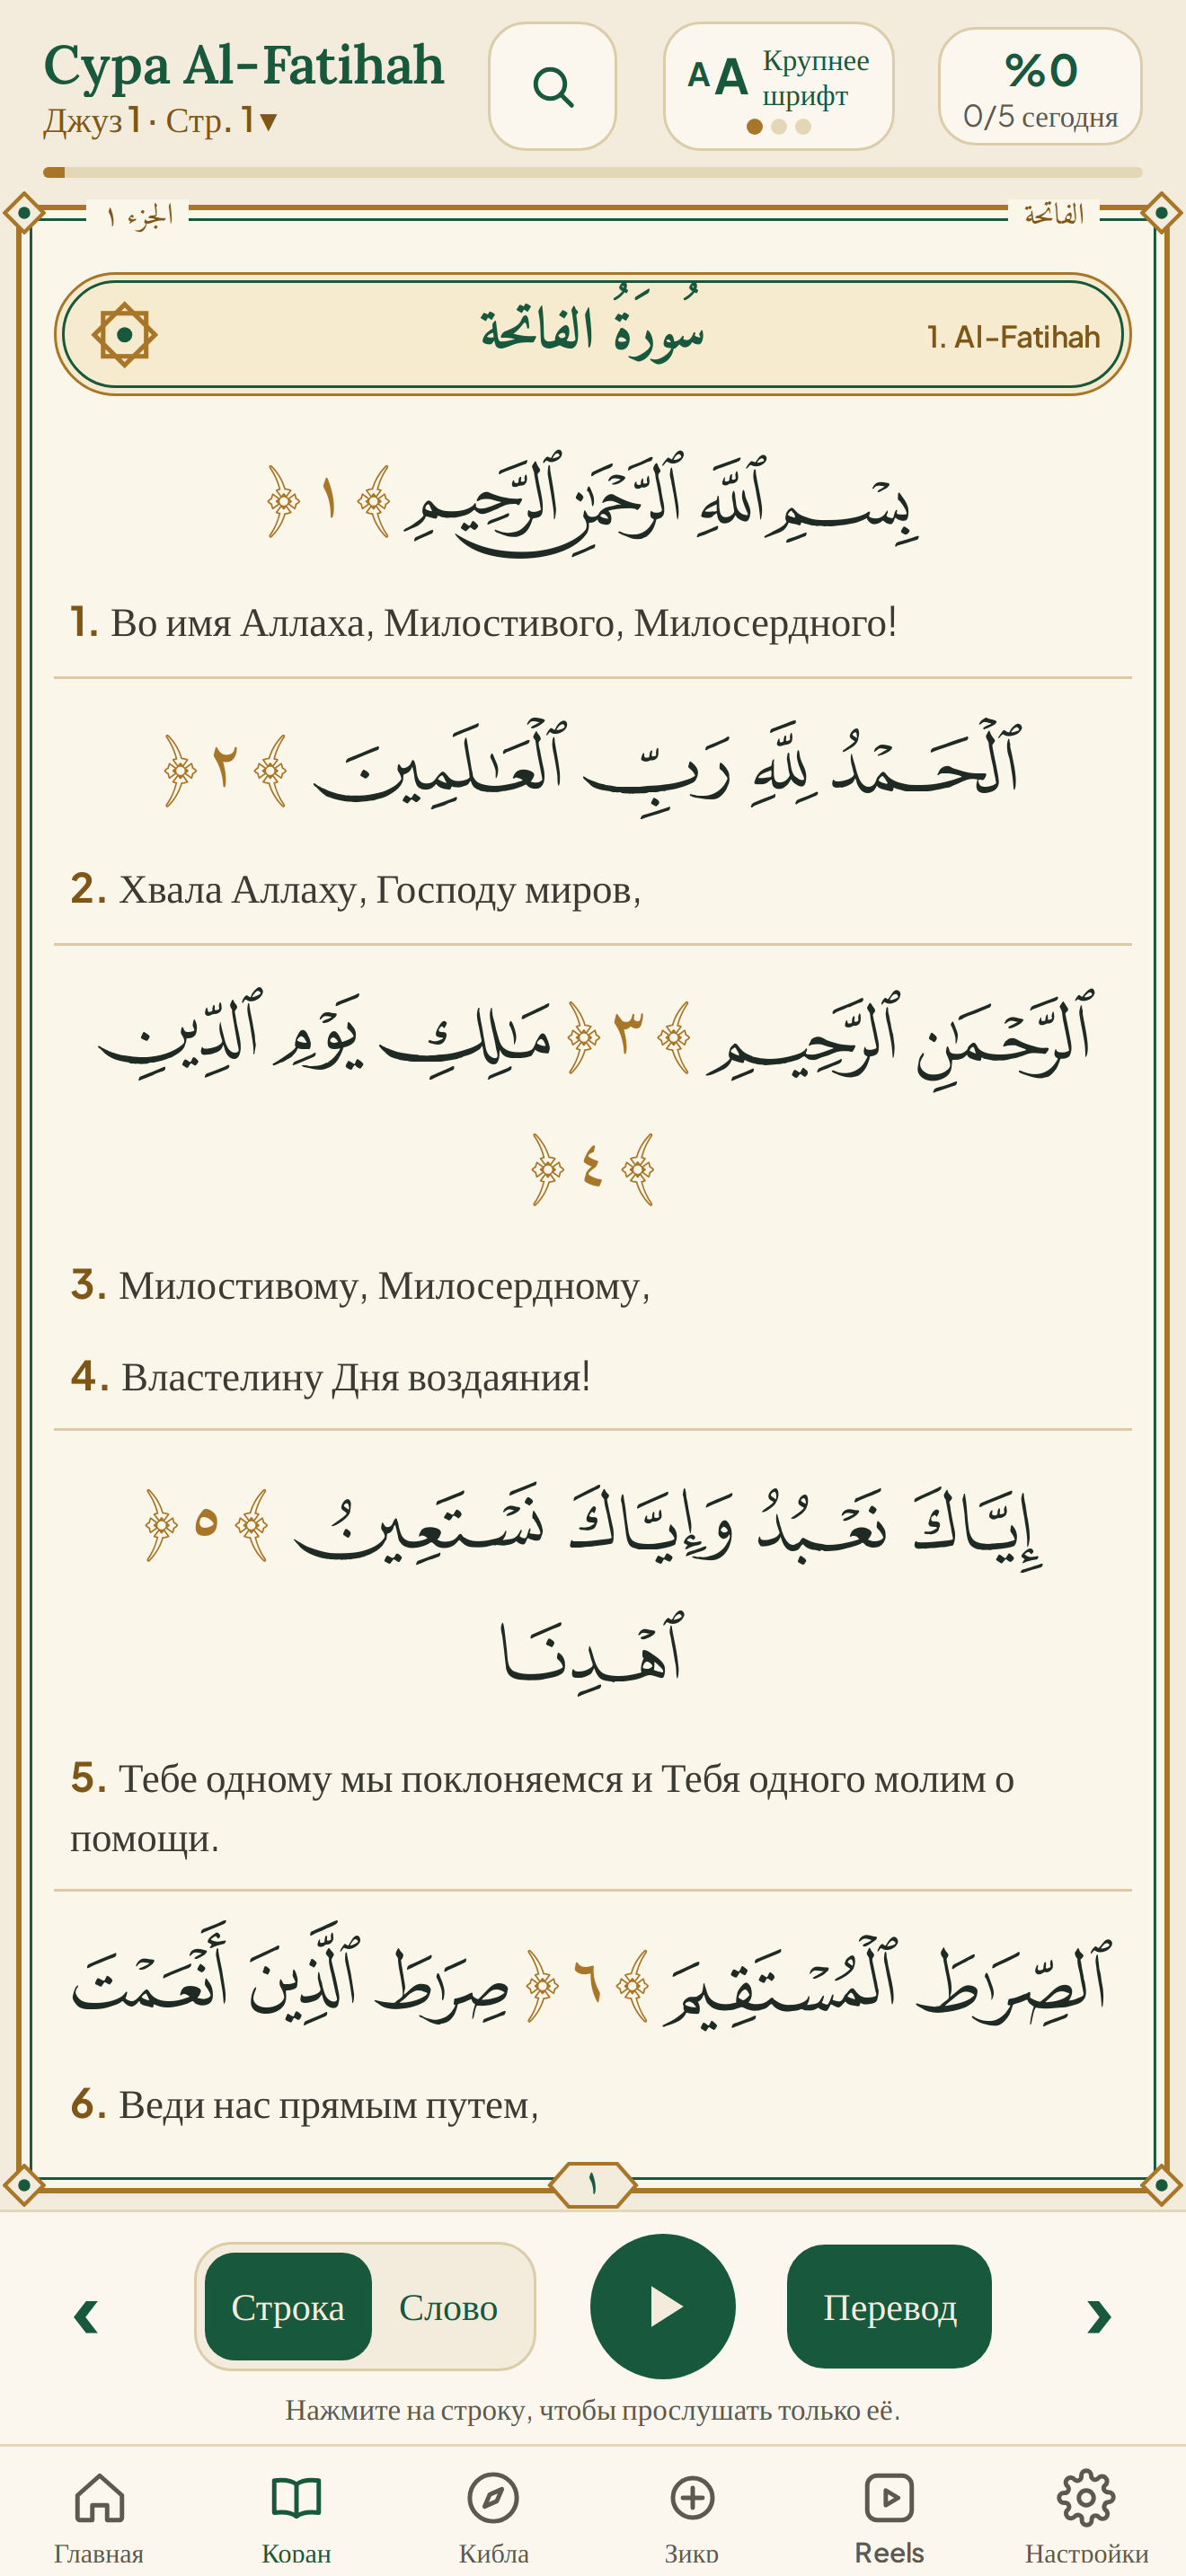 Сура Al-Fatihah
Джуз 1 · Стр. 1 ▾
AA Крупнее шрифт
%0
0/5 сегодня
الجزء ١
الفاتحة
سُورَةُ الفاتحة
1. Al-Fatihah
بِسْمِ ٱللَّهِ ٱلرَّحْمَٰنِ ٱلرَّحِيمِ ﴿١﴾
1. Во имя Аллаха, Милостивого, Милосердного!
ٱلْحَمْدُ لِلَّهِ رَبِّ ٱلْعَٰلَمِينَ ﴿٢﴾
2. Хвала Аллаху, Господу миров,
ٱلرَّحْمَٰنِ ٱلرَّحِيمِ ﴿٣﴾ مَٰلِكِ يَوْمِ ٱلدِّينِ
﴿٤﴾
3. Милостивому, Милосердному,
4. Властелину Дня воздаяния!
إِيَّاكَ نَعْبُدُ وَإِيَّاكَ نَسْتَعِينُ ﴿٥﴾
ٱهْدِنَا
5. Тебе одному мы поклоняемся и Тебя одного молим о
помощи.
ٱلصِّرَٰطَ ٱلْمُسْتَقِيمَ ﴿٦﴾ صِرَٰطَ ٱلَّذِينَ أَنْعَمْتَ
6. Веди нас прямым путем,
١
Строка Слово Перевод
Нажмите на строку, чтобы прослушать только её.
Главная Коран Кибла Зикр Reels Настройки